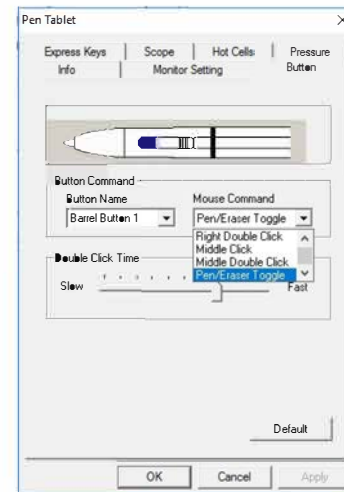 Pen Tablet
Express Keys Scope Hot Cells Pressure
Info Monitor Setting Button
Button Command
Button Name Mouse Command
Barrel Button 1 Pen/Eraser Toggle
Right Double Click
Middle Click
Middle Double Click
Pen/Eraser Toggle
Double Click Time
Slow Fast
Default
OK Cancel Apply